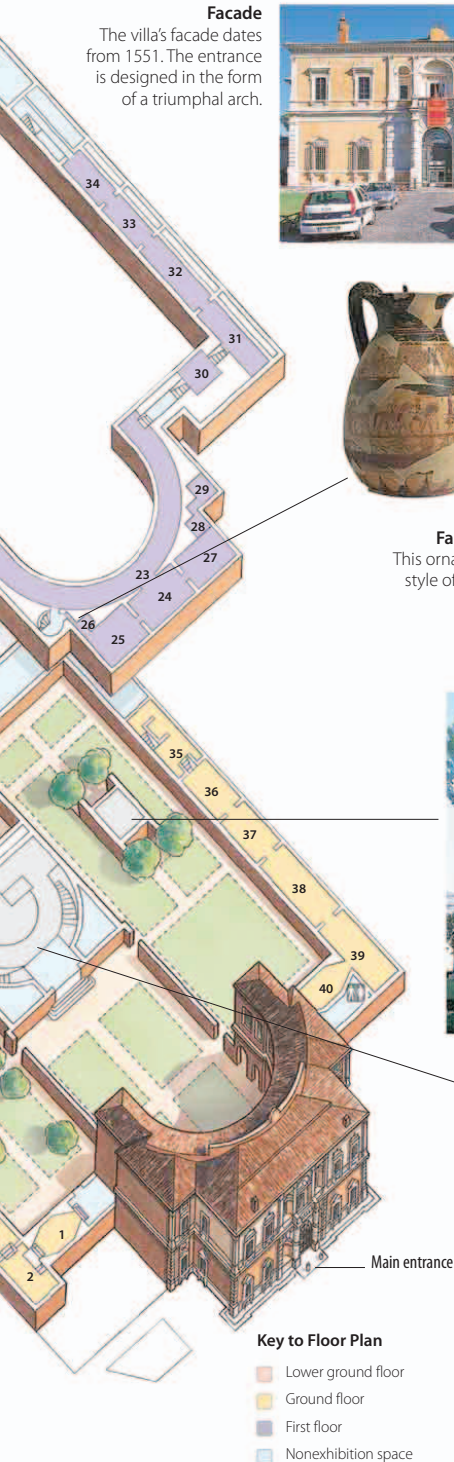 Facade
The villa's facade dates
from 1551. The entrance
is designed in the form
of a triumphal arch.
34
33
32
31
30
29
28
27
23
24
26
25
This
style of
35
36
37
38
39
40
1
2
Main entrance
Key to Floor Plan
Lower ground floor
Ground floor
First floor
Nonexhibition space